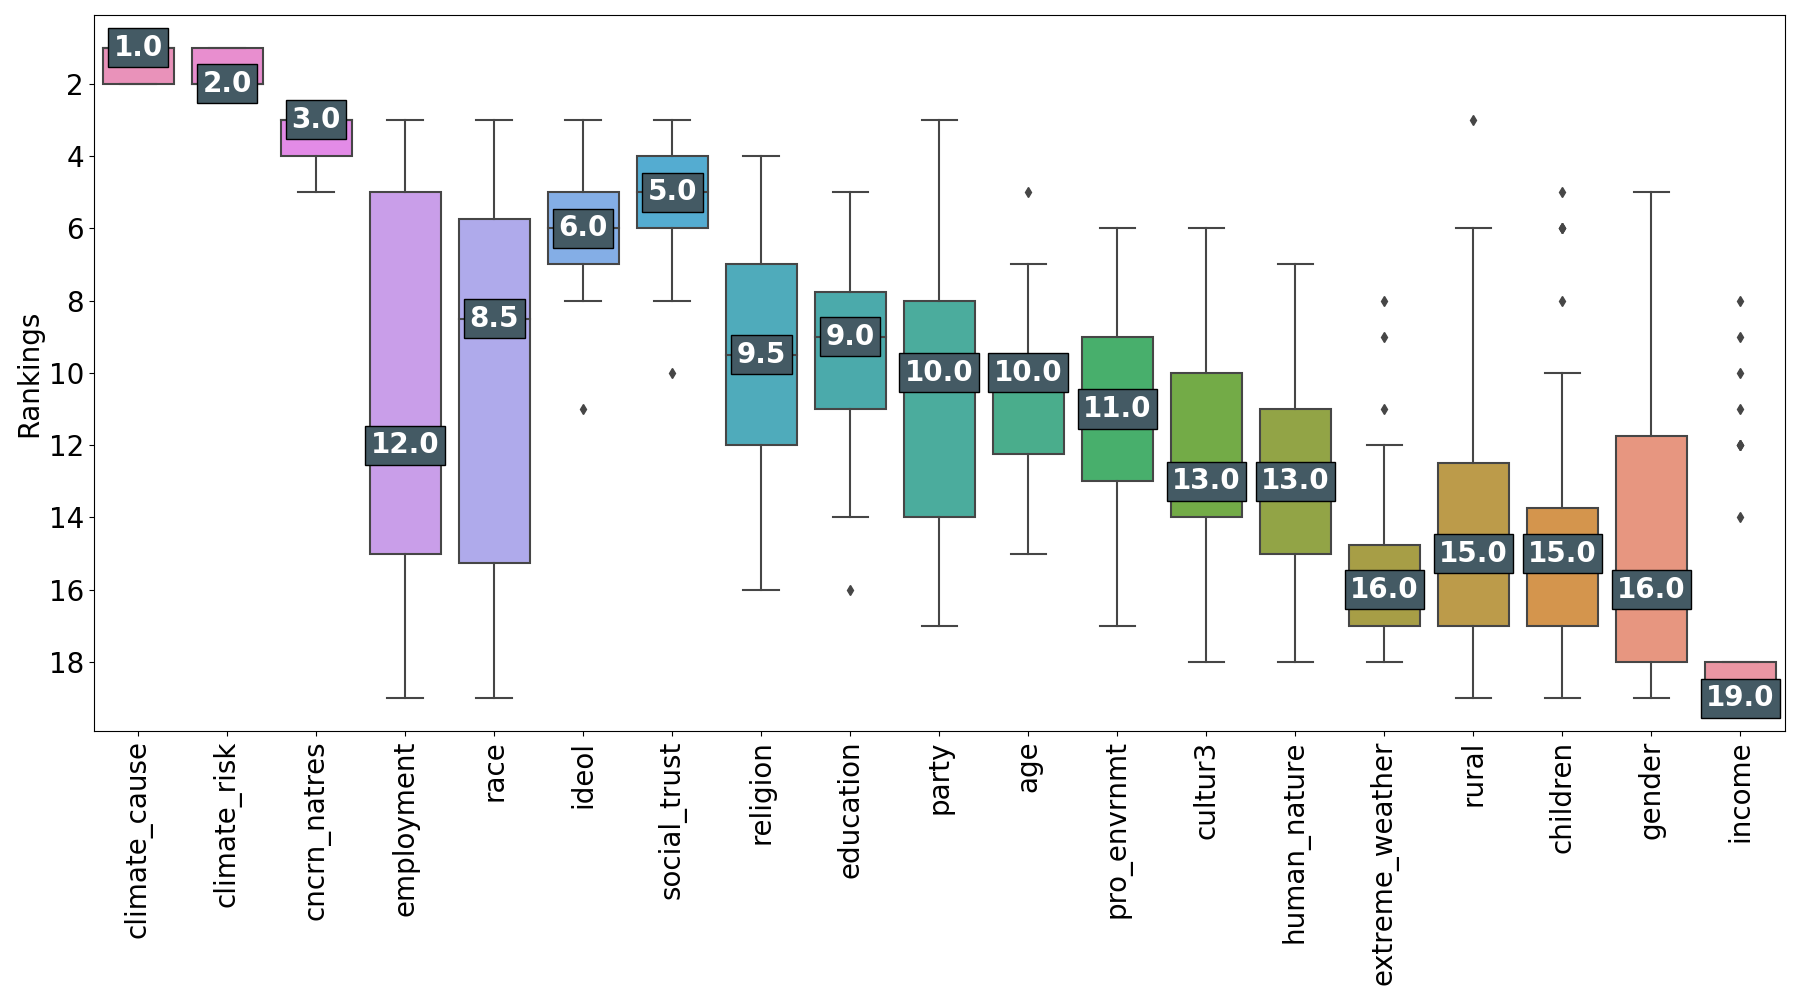 Rankings
2
4
6
8
10
12
14
16
18
1.0
2.0
3.0
12.0
8.5
6.0
5.0
9.5
9.0
10.0
10.0
11.0
13.0
13.0
16.0
15.0
15.0
16.0
19.0
climate_cause
climate_risk
cncrn_natres
employment
race
ideol
social_trust
religion
education
party
age
pro_envrnmt
cultur3
human_nature
extreme_weather
rural
children
gender
income